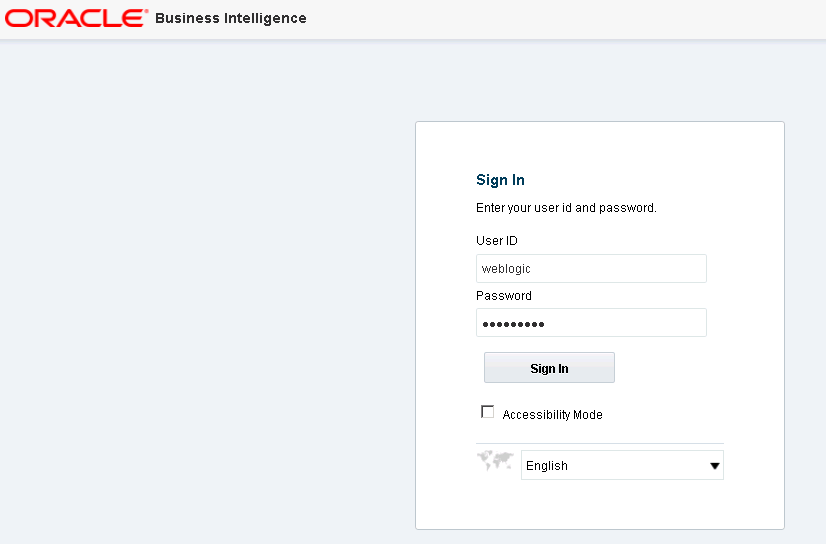 ORACLE® Business Intelligence
Sign In
Enter your user id and password.
User ID
weblogic
Password
●●●●●●●●●
Sign In
Accessibility Mode
English